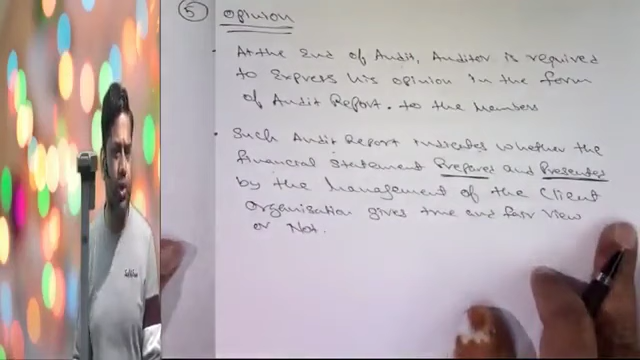 5 Opinion
At the End of Audit, Auditor is required
to Express his opinion in the form
of Audit Report. to the Members
Such Audit Report indicates whether the
financial statement Prepared and Presented
by the Management of the Client
Organisation gives true and fair view
or Not.